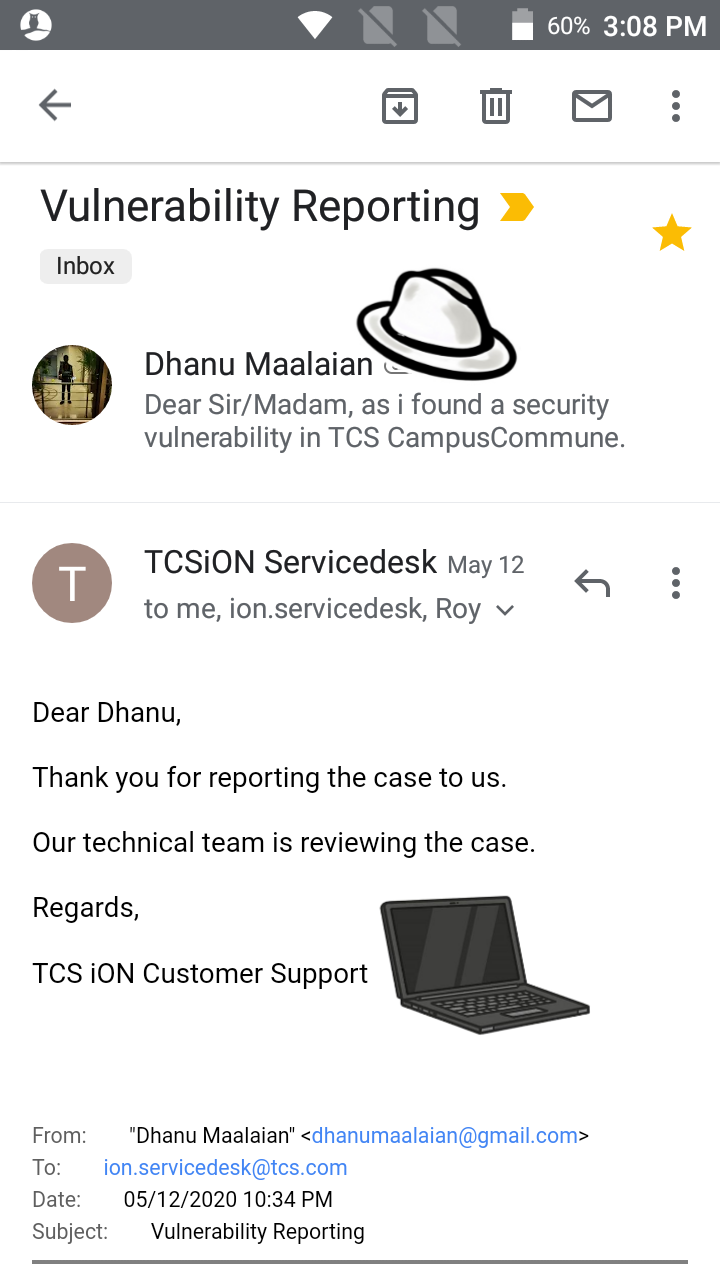 60% 3:08 PM
Vulnerability Reporting
Inbox
Dhanu Maalaian
Dear Sir/Madam, as i found a security
vulnerability in TCS CampusCommune.
T
TCSiON Servicedesk May 12
to me, ion.servicedesk, Roy
Dear Dhanu,
Thank you for reporting the case to us.
Our technical team is reviewing the case.
Regards,
TCS iON Customer Support
From: "Dhanu Maalaian" <dhanumaalaian@gmail.com>
To: ion.servicedesk@tcs.com
Date: 05/12/2020 10:34 PM
Subject: Vulnerability Reporting